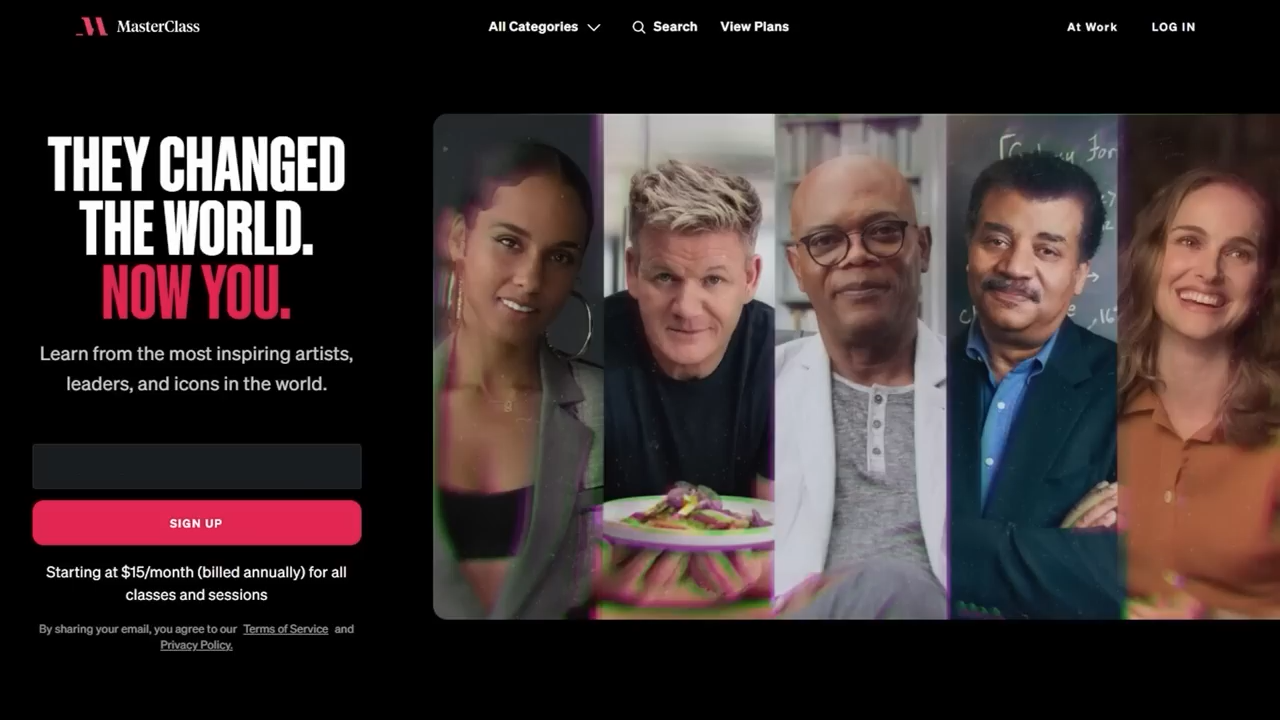 MasterClass
All Categories
Search
View Plans
At Work
LOG IN
THEY CHANGED
THE WORLD.
NOW YOU.
Learn from the most inspiring artists,
leaders, and icons in the world.
SIGN UP
Starting at $15/month (billed annually) for all
classes and sessions
By sharing your email, you agree to our Terms of Service and
Privacy Policy.